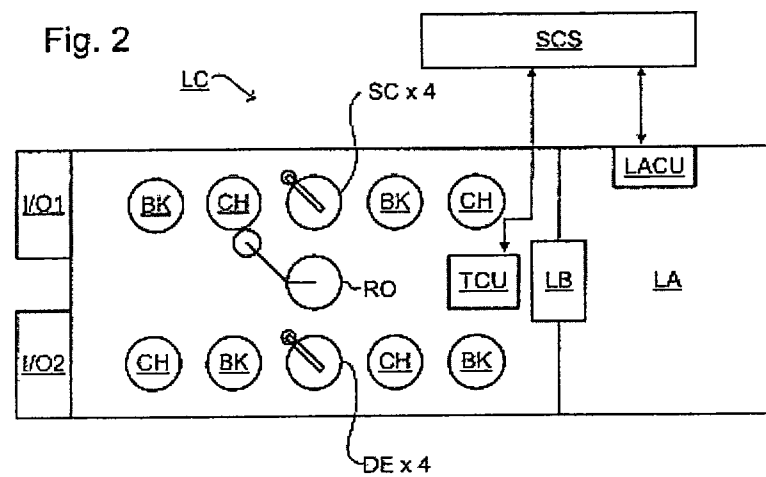 Fig. 2
SCS
LC
SC x 4
LACU
I/O1
BK
CH
BK
CH
RO
TCU
LB
LA
I/O2
CH
BK
CH
BK
DE x 4